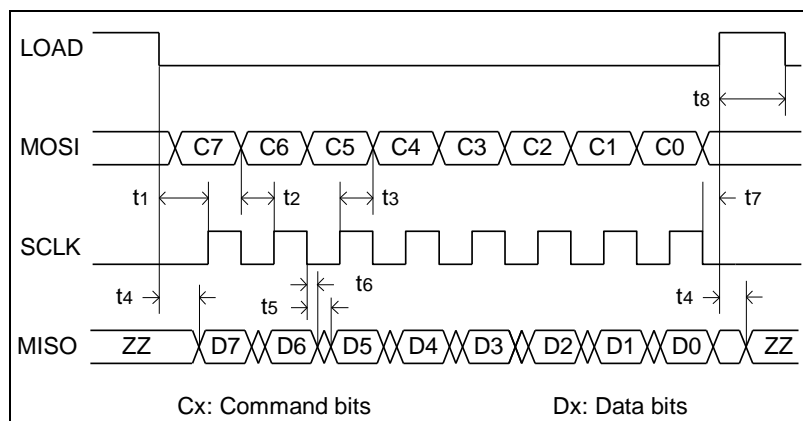 LOAD
t8
MOSI C7 C6 C5 C4 C3 C2 C1 C0
t1 t2 t3 t7
SCLK
t4 t5 t6 t4
MISO ZZ D7 D6 D5 D4 D3 D2 D1 D0 ZZ
Cx: Command bits Dx: Data bits